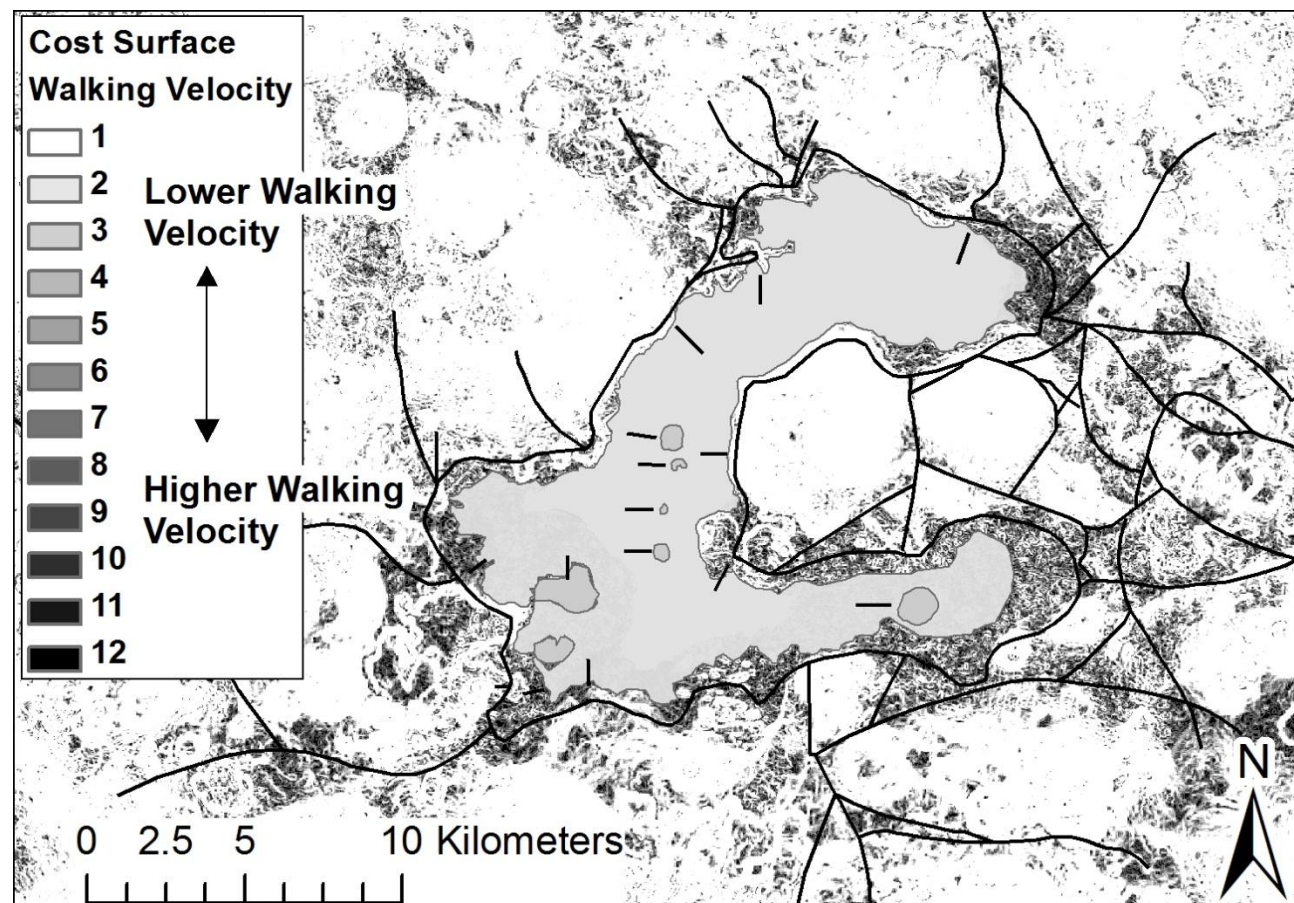 Cost Surface
Walking Velocity
1
2
3
4
5
6
7
8
9
10
11
12
Lower Walking
Velocity
Higher Walking
Velocity
0 2.5 5 10 Kilometers
N